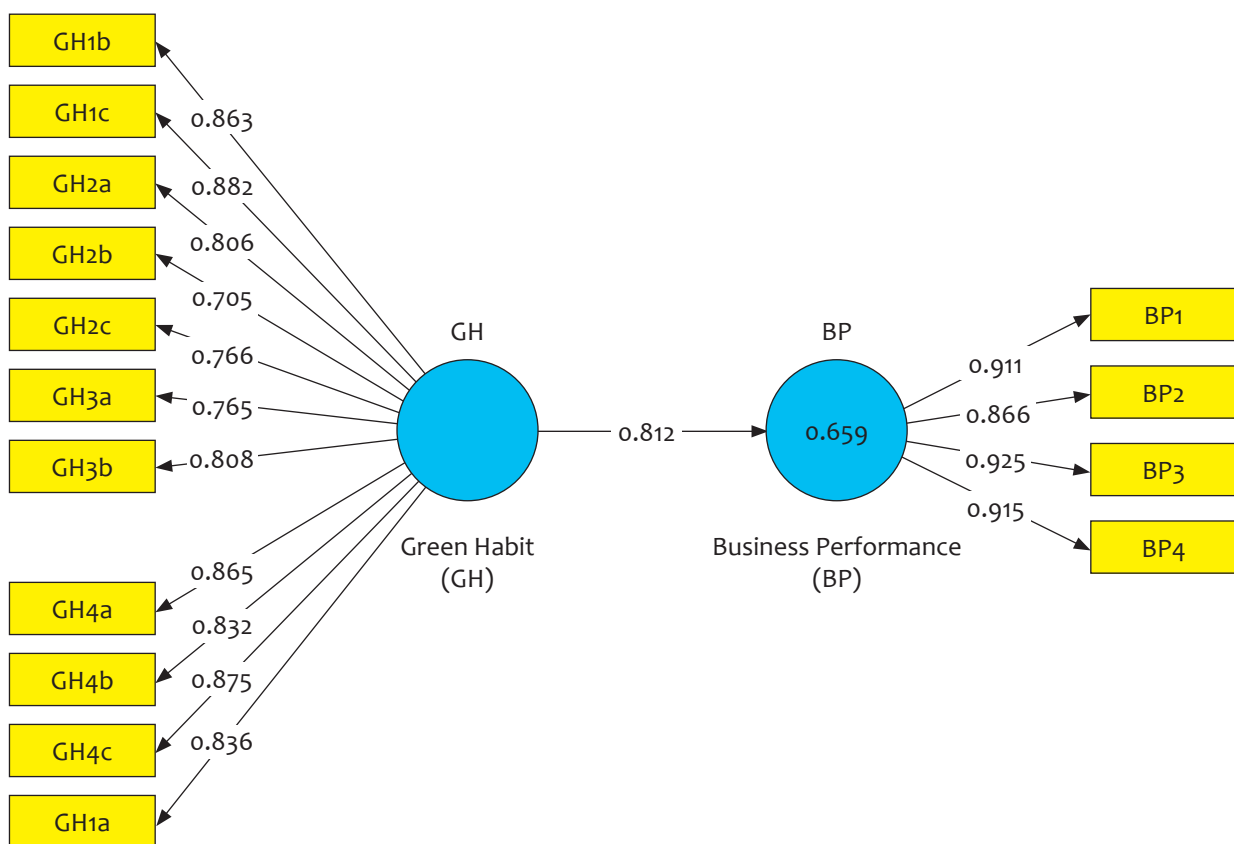 GH1b
GH1c
GH2a
GH2b
GH2c
GH3a
GH3b
GH4a
GH4b
GH4c
GH1a
0.863
0.882
0.806
0.705
0.766
0.765
0.808
0.865
0.832
0.875
0.836
GH
Green Habit
(GH)
0.812
BP
0.659
Business Performance
(BP)
0.911
0.866
0.925
0.915
BP1
BP2
BP3
BP4